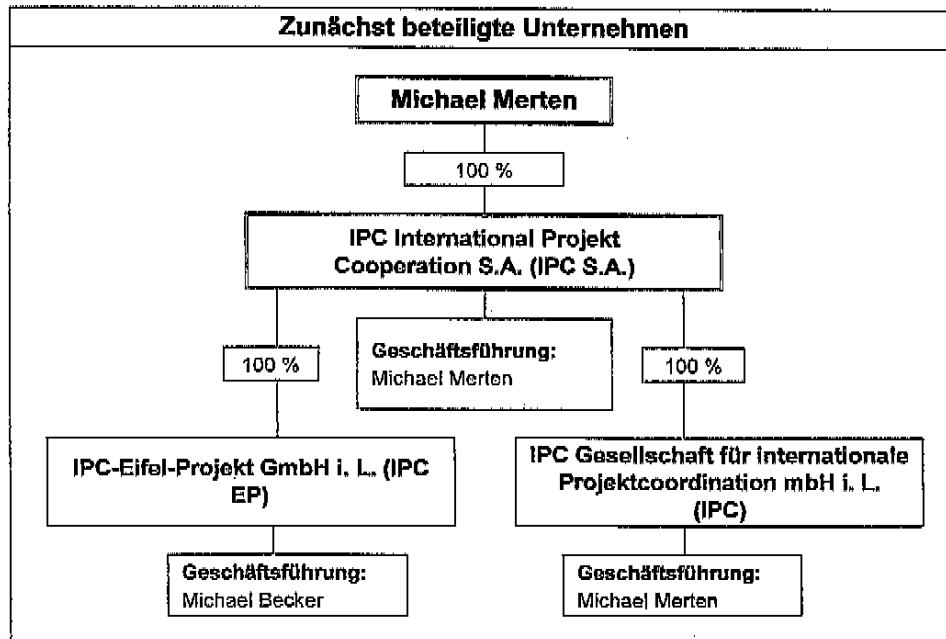 Zunächst beteiligte Unternehmen
Michael Merten
100 %
IPC International Projekt
Cooperation S.A. (IPC S.A.)
Geschäftsführung:
Michael Merten
100 %
100 %
IPC-Eifel-Projekt GmbH i. L. (IPC
EP)
IPC Gesellschaft für internationale
Projektcoordination mbH i. L.
(IPC)
Geschäftsführung:
Michael Becker
Geschäftsführung:
Michael Merten